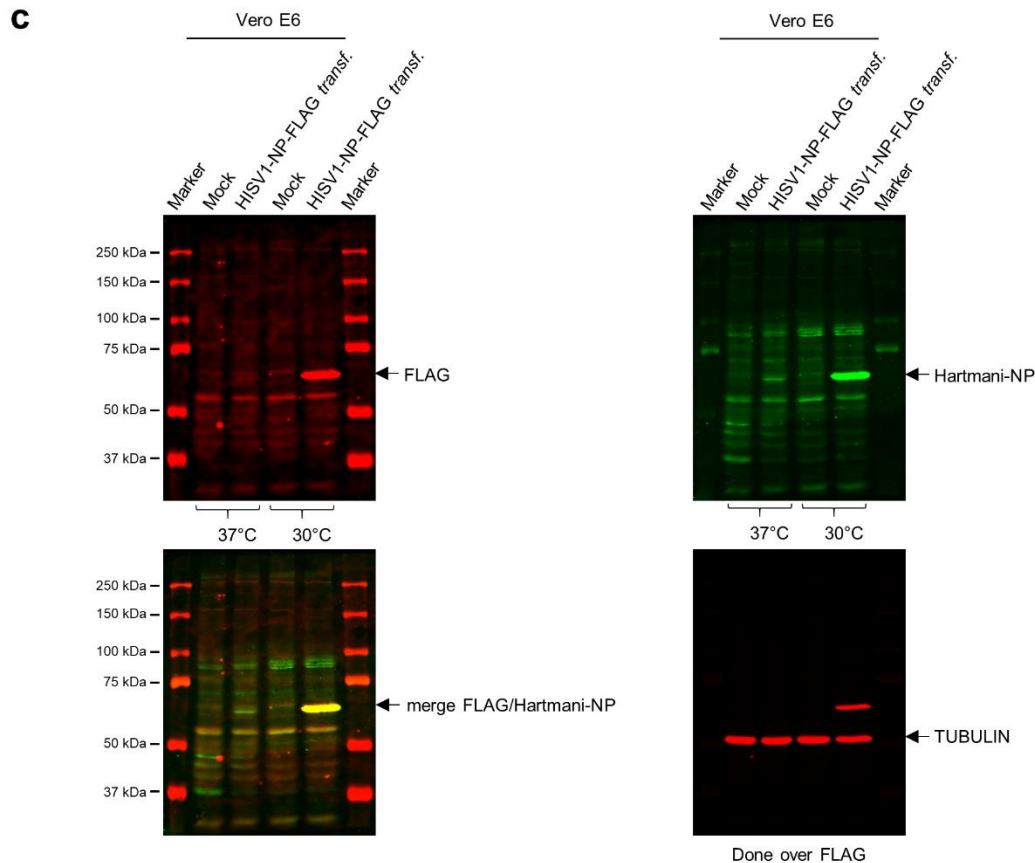 c
Vero E6
Marker
Mock
HISV1-NP-FLAG transf.
Mock
HISV1-NP-FLAG transf.
Marker
250 kDa
150 kDa
100 kDa
75 kDa
50 kDa
37 kDa
FLAG
37°C
30°C
Vero E6
Marker
Mock
HISV1-NP-FLAG transf.
Mock
HISV1-NP-FLAG transf.
Marker
Hartmani-NP
37°C
30°C
250 kDa
150 kDa
100 kDa
75 kDa
50 kDa
37 kDa
merge FLAG/Hartmani-NP
TUBULIN
Done over FLAG